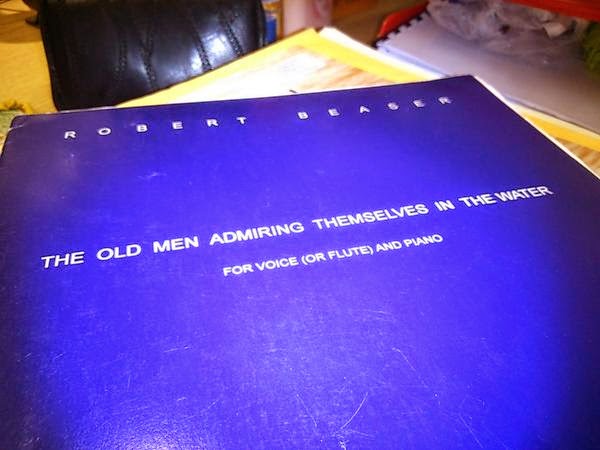 ROBERT BEASER
THE OLD MEN ADMIRING THEMSELVES IN THE WATER
FOR VOICE (OR FLUTE) AND PIANO